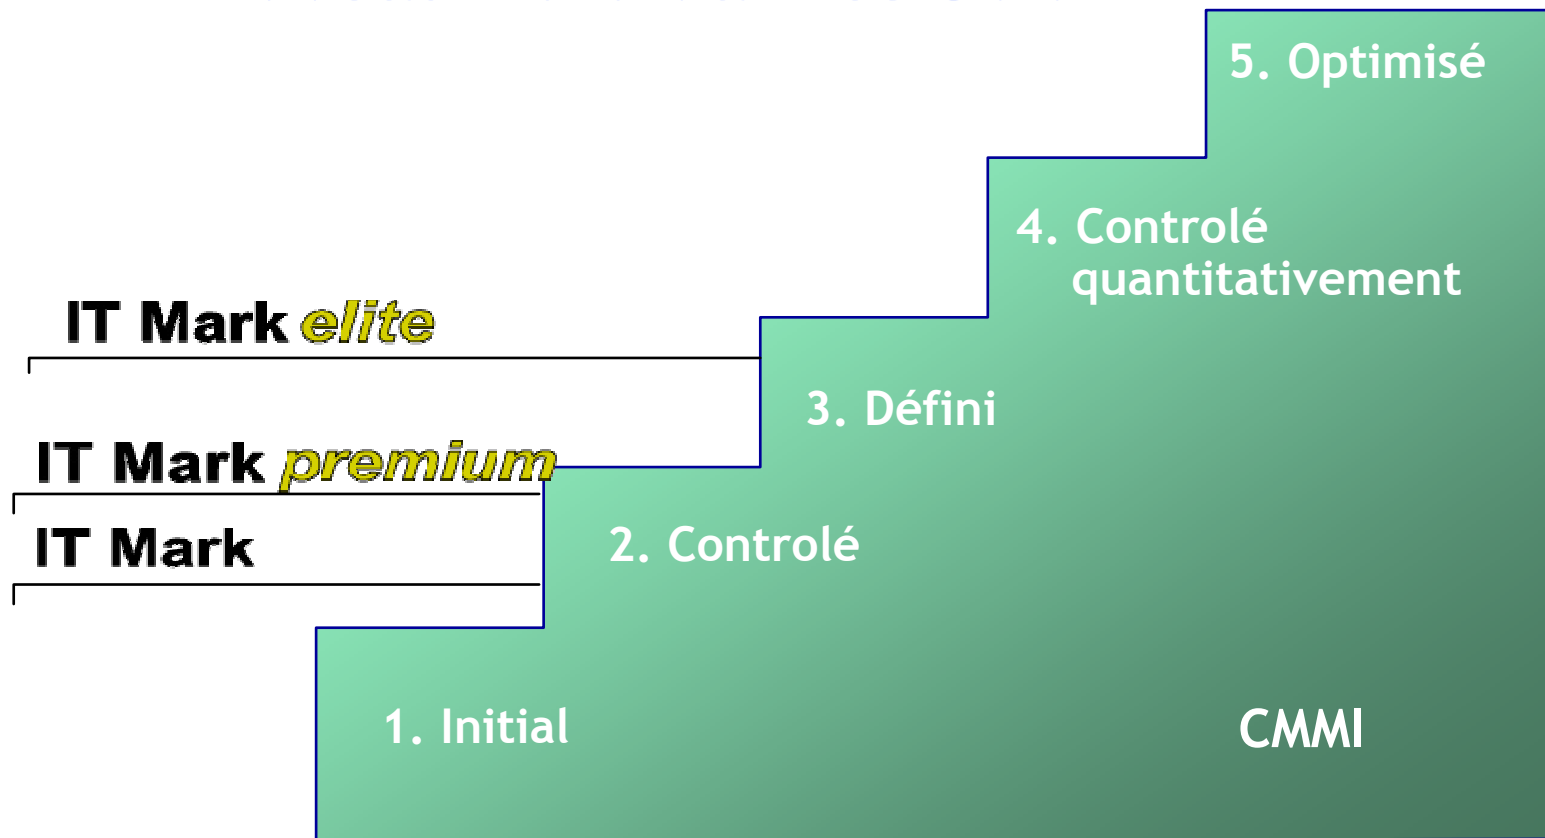 5. Optimisé
4. Controlé
quantitativement
IT Mark elite
3. Défini
IT Mark premium
IT Mark
2. Controlé
1. Initial
CMMI